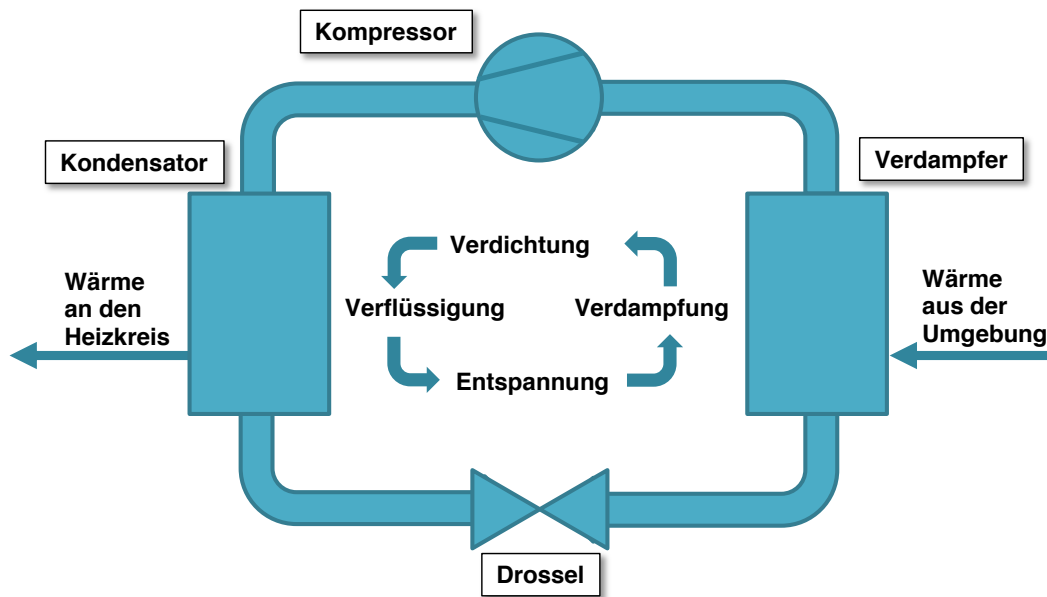 Kompressor
Kondensator
Verdampfer
Verdichtung
Wärme
an den
Heizkreis
Verflüssigung
Verdampfung
Wärme
aus der
Umgebung
Entspannung
Drossel